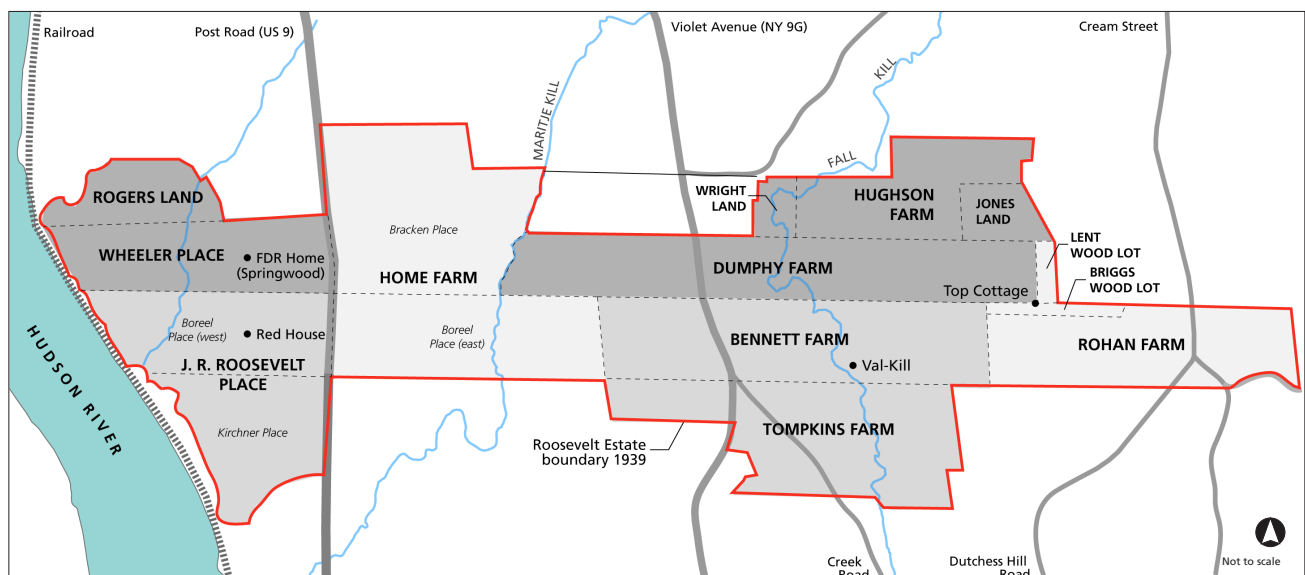 Railroad
Post Road (US 9)
Violet Avenue (NY 9G)
Cream Street
MARITJE KILL
KILL
FALL
ROGERS LAND
WRIGHT
LAND
HUGHSON
FARM
JONES
LAND
Bracken Place
WHEELER PLACE
FDR Home
(Springwood)
HOME FARM
DUMPHY FARM
LENT
WOOD LOT
BRIGGS
WOOD LOT
Top Cottage
Boreel
Place (west)
Red House
Boreel
Place (east)
BENNETT FARM
ROHAN FARM
Val-Kill
J. R. ROOSEVELT
PLACE
HUDSON RIVER
Kirchner Place
TOMPKINS FARM
Roosevelt Estate
boundary 1939
Creek
Road
Dutchess Hill
Road
Not to scale